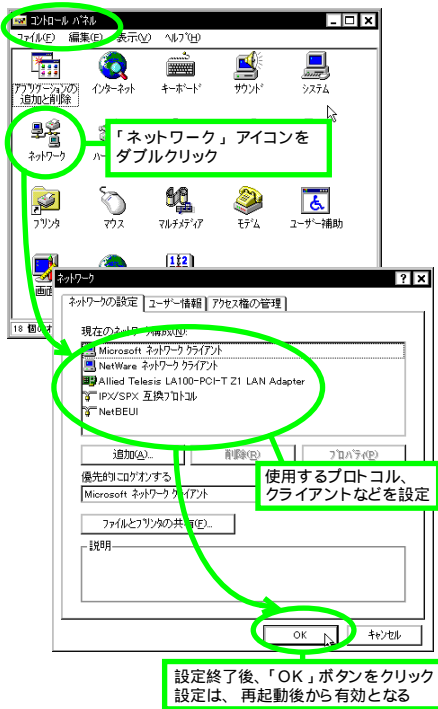 コントロール パネル
ファイル(F) 編集(E) 表示(V) ヘルプ(H)
アプリケーションの
追加と削除
インターネット
キーボード
サウンド
システム
ネットワーク
「ネットワーク」アイコンを
ダブルクリック
プリンタ
マウス
マルチメディア
モデム
ユーザー補助
18 個の
ネットワーク
ネットワークの設定 ユーザー情報 アクセス権の管理
現在のネットワーク構成(N):
Microsoft ネットワーク クライアント
NetWare ネットワーク クライアント
Allied Telesis LA100-PCI-T Z1 LAN Adapter
IPX/SPX 互換プロトコル
NetBEUI
追加(A)... 削除(R) プロパティ(P)
優先的にログオンする
Microsoft ネットワーク クライアント
使用するプロトコル、
クライアントなどを設定
ファイルとプリンタの共有(F)...
説明
OK キャンセル
設定終了後、「OK」ボタンをクリック
設定は、再起動後から有効となる